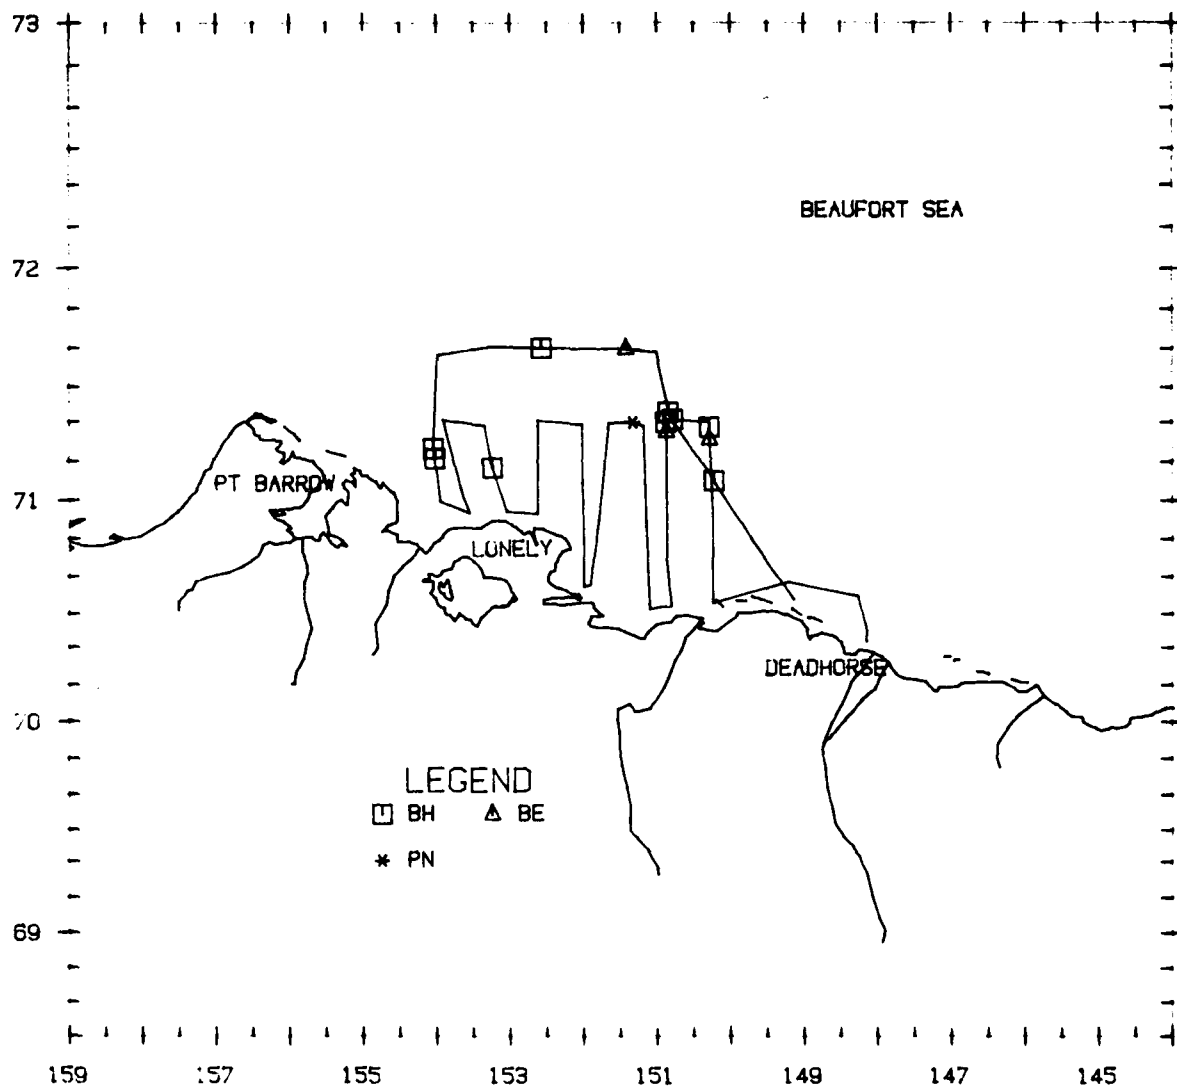 73
BEAUFORT SEA
72
71
PT BARROW
LONELY
DEADHORSE
70
LEGEND
BH BE
PN
69
159 157 155 153 151 149 147 145